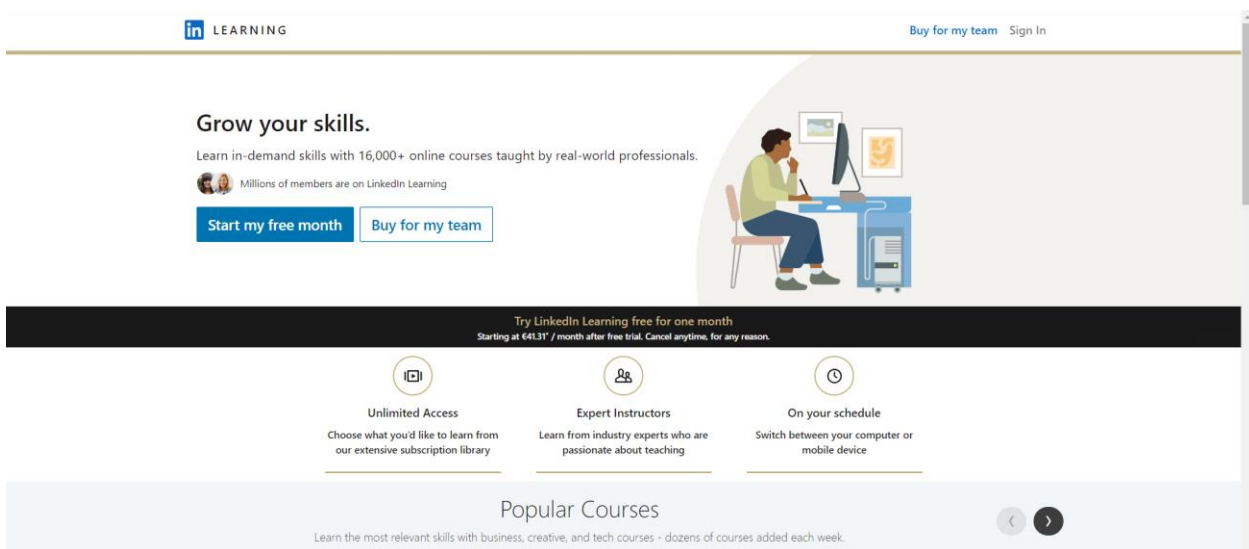 in LEARNING
Buy for my team Sign In
Grow your skills.
Learn in-demand skills with 16,000+ online courses taught by real-world professionals.
Millions of members are on LinkedIn Learning
Start my free month Buy for my team
Try LinkedIn Learning free for one month
Starting at €41.31* / month after free trial. Cancel anytime, for any reason.
Unlimited Access
Choose what you'd like to learn from
our extensive subscription library
Expert Instructors
Learn from industry experts who are
passionate about teaching
On your schedule
Switch between your computer or
mobile device
Popular Courses
Learn the most relevant skills with business, creative, and tech courses - dozens of courses added each week.